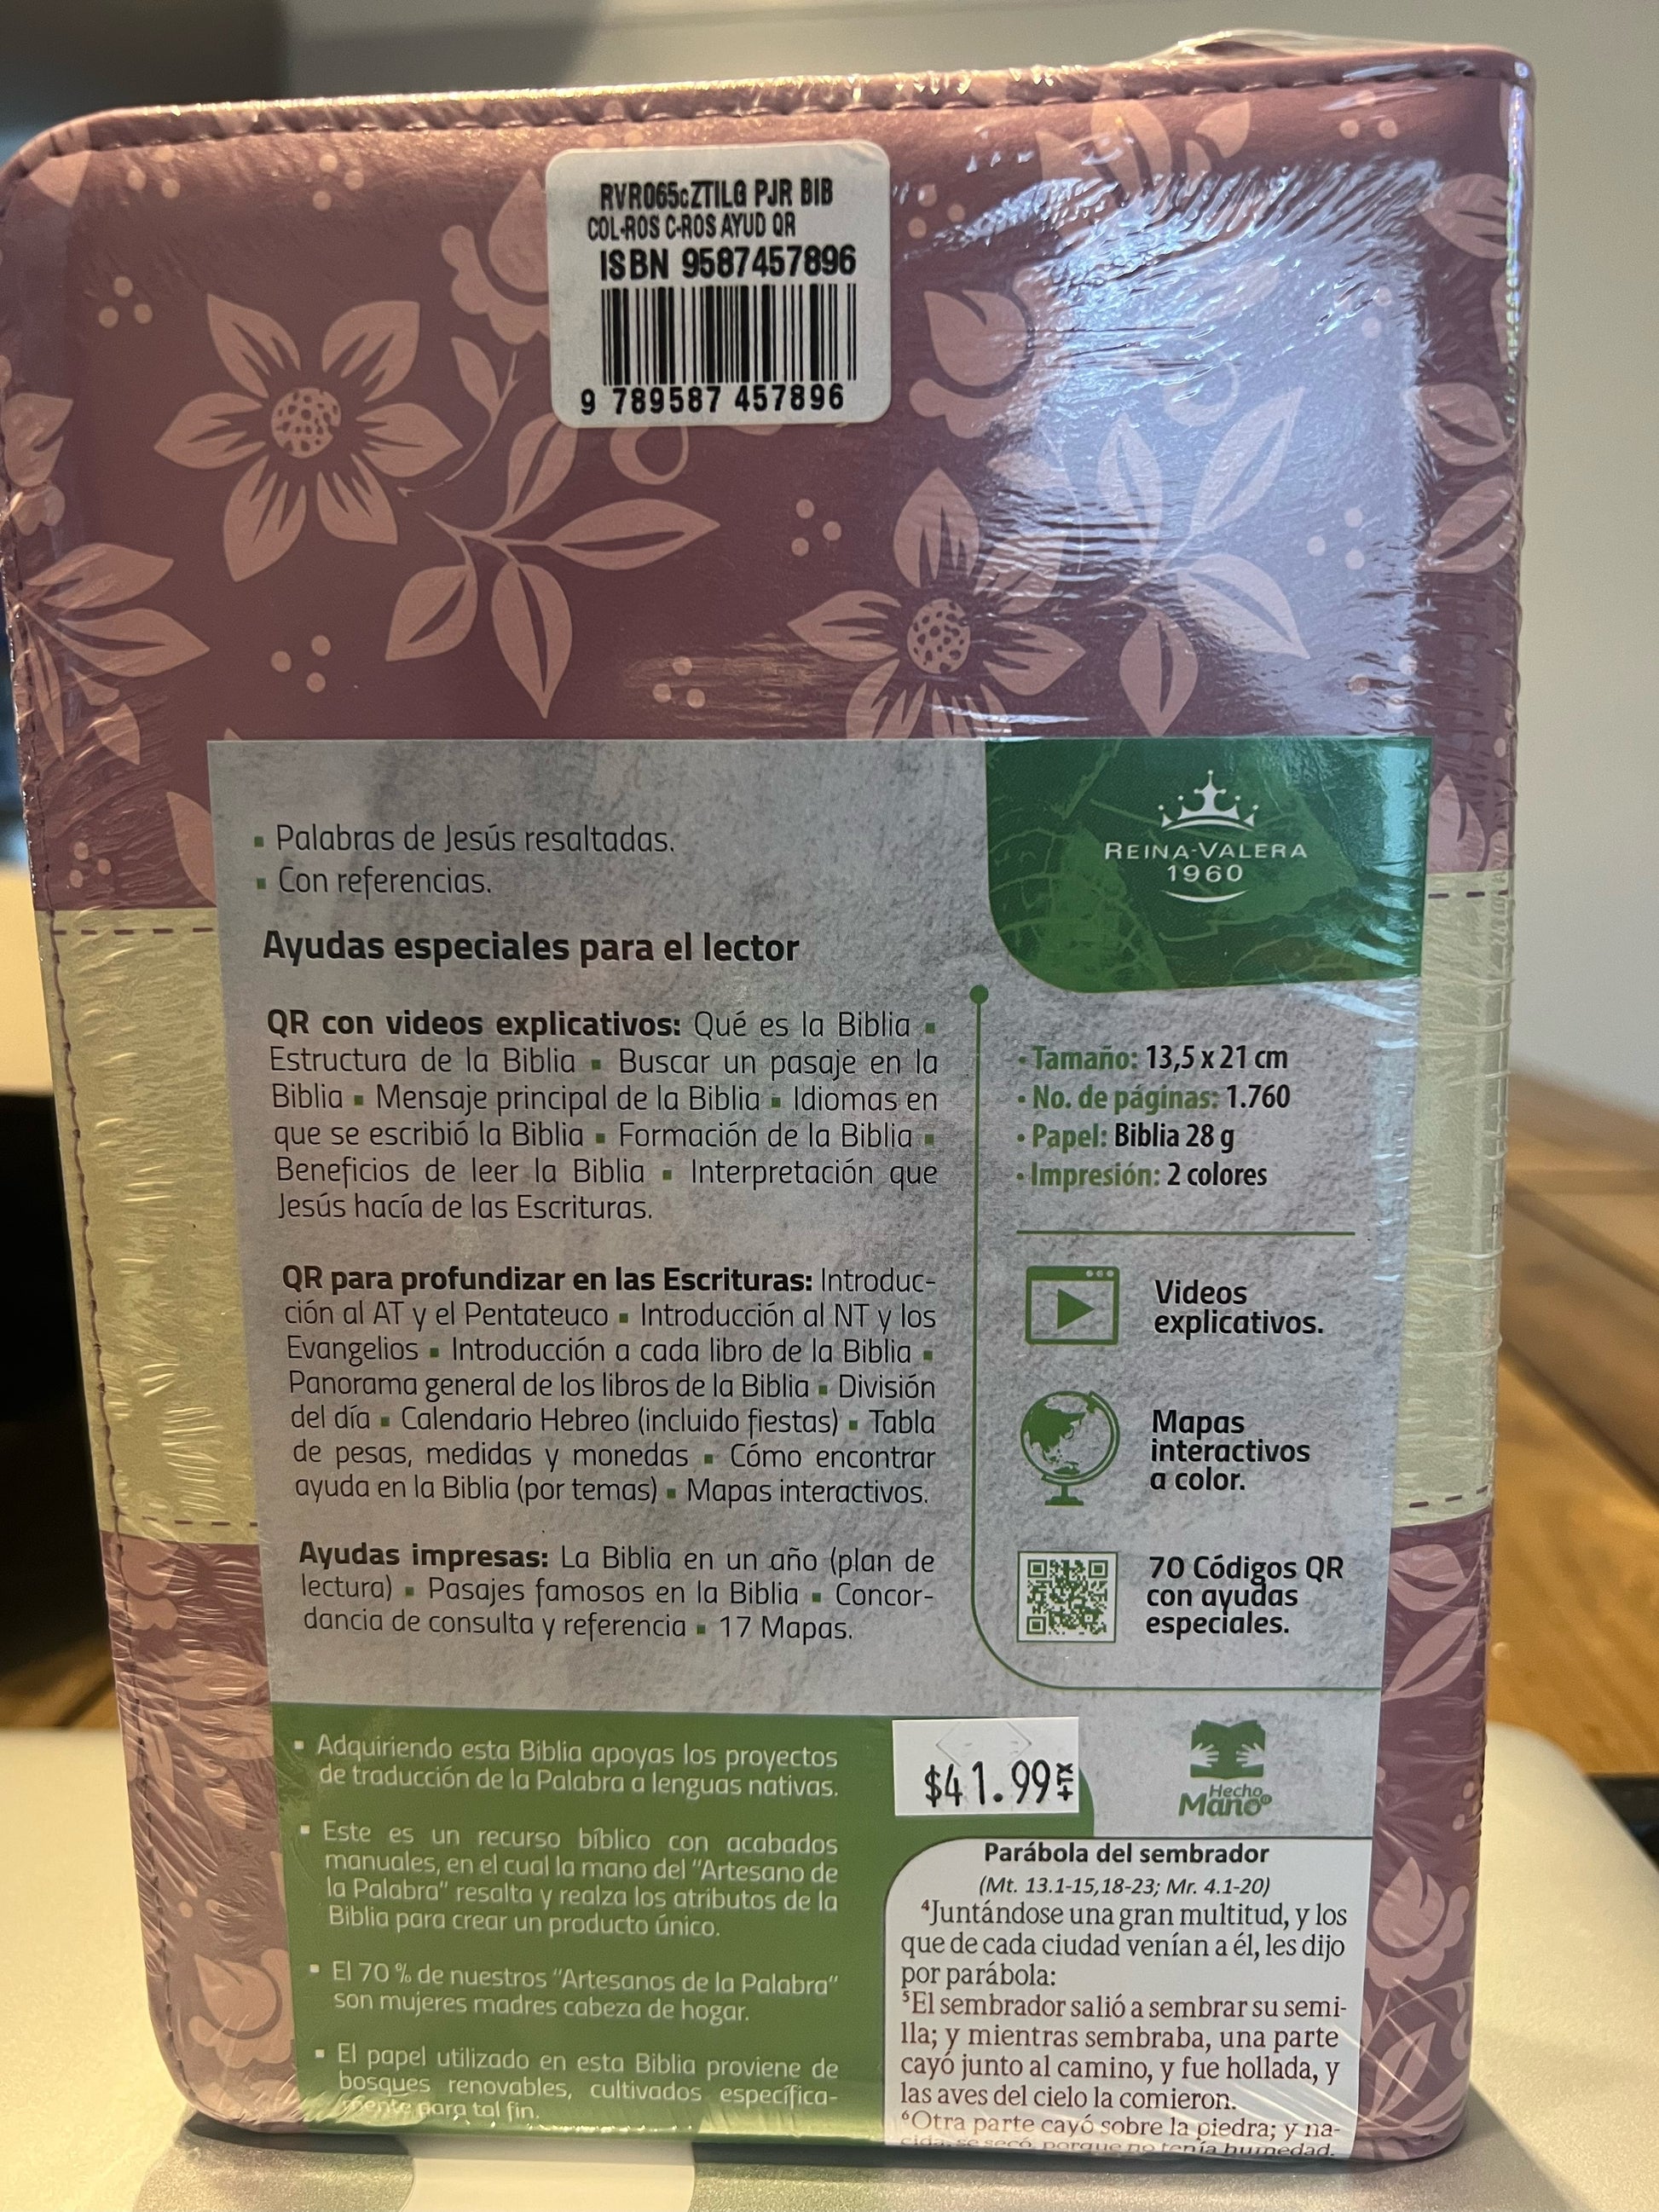 RVR065cZTILG PJR BIB
COL-ROS C-ROS AYUD QR
ISBN 9587457896
9 789587 457896
▪ Palabras de Jesús resaltadas.
▪ Con referencias.
Ayudas especiales para el lector
QR con videos explicativos: Qué es la Biblia ▪
Estructura de la Biblia ▪ Buscar un pasaje en la
Biblia ▪ Mensaje principal de la Biblia ▪ Idiomas en
que se escribió la Biblia ▪ Formación de la Biblia ▪
Beneficios de leer la Biblia ▪ Interpretación que
Jesús hacía de las Escrituras.
QR para profundizar en las Escrituras: Introduc-
ción al AT y el Pentateuco ▪ Introducción al NT y los
Evangelios ▪ Introducción a cada libro de la Biblia ▪
Panorama general de los libros de la Biblia ▪ División
del día ▪ Calendario Hebreo (incluido fiestas) ▪ Tabla
de pesas, medidas y monedas ▪ Cómo encontrar
ayuda en la Biblia (por temas) ▪ Mapas interactivos.
Ayudas impresas: La Biblia en un año (plan de
lectura) ▪ Pasajes famosos en la Biblia ▪ Concor-
dancia de consulta y referencia ▪ 17 Mapas.
REINA-VALERA
1960
• Tamaño: 13,5 x 21 cm
• No. de páginas: 1.760
• Papel: Biblia 28 g
• Impresión: 2 colores
Videos
explicativos.
Mapas
interactivos
a color.
70 Códigos QR
con ayudas
especiales.
▪ Adquiriendo esta Biblia apoyas los proyectos
de traducción de la Palabra a lenguas nativas.
▪ Este es un recurso bíblico con acabados
manuales, en el cual la mano del "Artesano de
la Palabra" resalta y realza los atributos de la
Biblia para crear un producto único.
▪ El 70 % de nuestros "Artesanos de la Palabra"
son mujeres madres cabeza de hogar.
▪ El papel utilizado en esta Biblia proviene de
bosques renovables, cultivados específica-
mente para tal fin.
$41.99
Hecho
Mano®
Parábola del sembrador
(Mt. 13.1-15,18-23; Mr. 4.1-20)
⁴Juntándose una gran multitud, y los
que de cada ciudad venían a él, les dijo
por parábola:
⁵El sembrador salió a sembrar su semi-
lla; y mientras sembraba, una parte
cayó junto al camino, y fue hollada, y
las aves del cielo la comieron.
⁶Otra parte cayó sobre la piedra; y na-
cida, se secó, porque no tenía humedad.